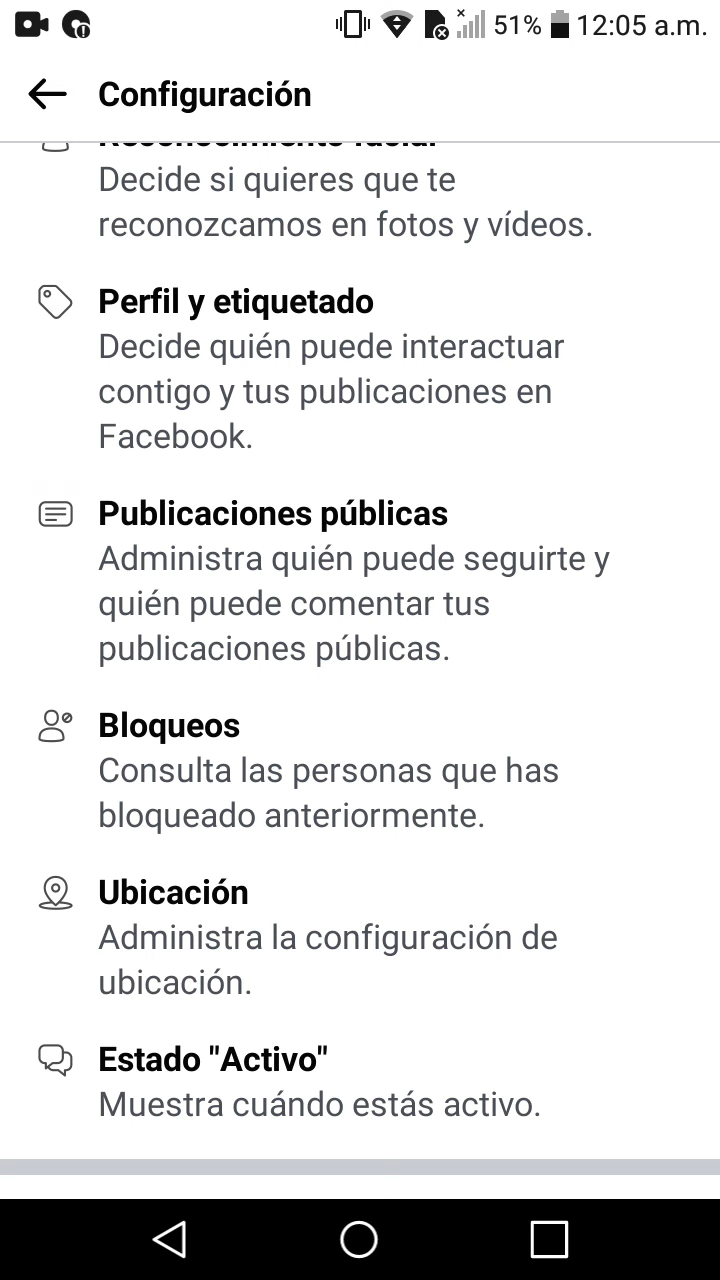 51% 12:05 a.m.
Configuración
Reconocimiento facial
Decide si quieres que te
reconozcamos en fotos y vídeos.
Perfil y etiquetado
Decide quién puede interactuar
contigo y tus publicaciones en
Facebook.
Publicaciones públicas
Administra quién puede seguirte y
quién puede comentar tus
publicaciones públicas.
Bloqueos
Consulta las personas que has
bloqueado anteriormente.
Ubicación
Administra la configuración de
ubicación.
Estado "Activo"
Muestra cuándo estás activo.